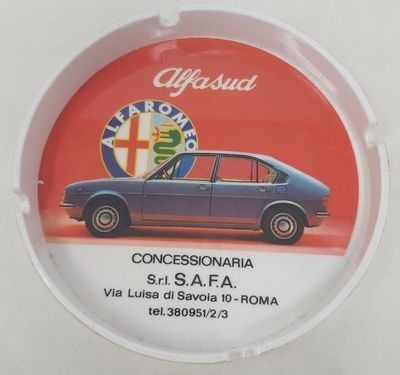 Alfasud
ALFA ROMEO
CONCESSIONARIA
S.r.l. S.A.F.A.
Via Luisa di Savoia 10 - ROMA
tel. 380951/2/3